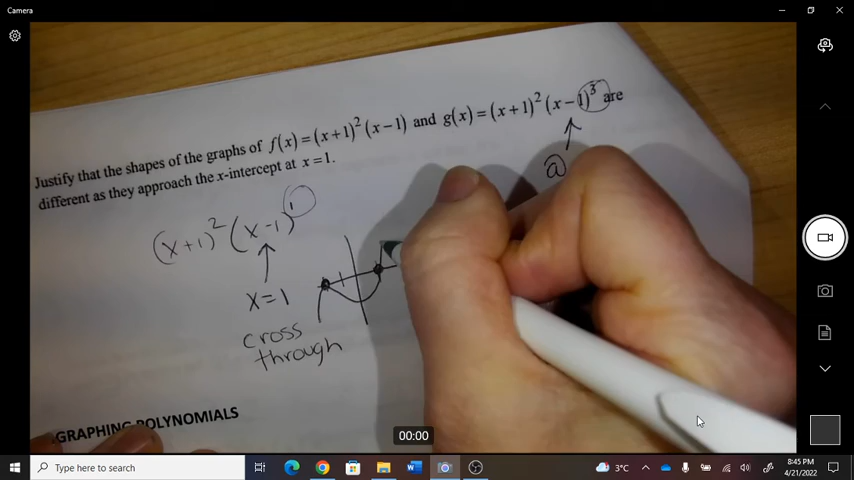 Camera
Justify that the shapes of the graphs of f(x) = (x+1)² (x−1) and g(x) = (x+1)² (x−1)³ are
different as they approach the x-intercept at x = 1.
@
(x+1)² (x-1)¹
x=1
cross
through
GRAPHING POLYNOMIALS
00:00
Type here to search
3°C
8:45 PM
4/21/2022